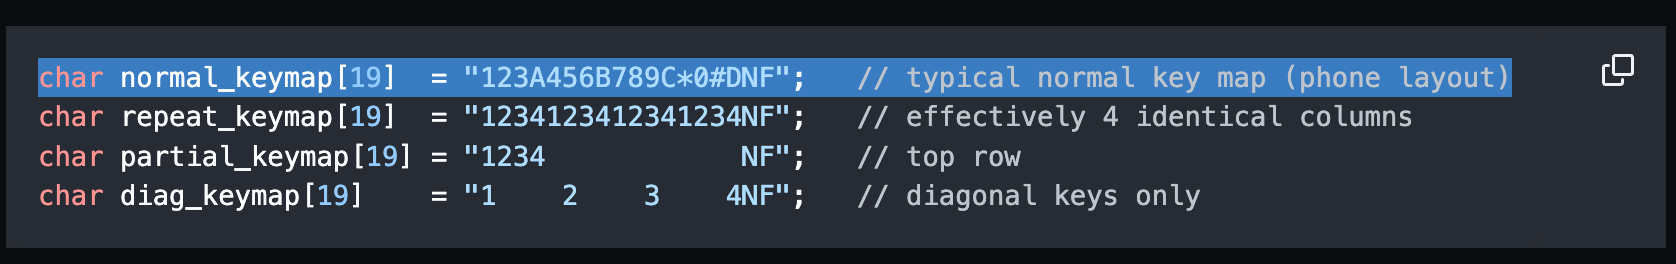 char normal_keymap[19]  = "123A456B789C*0#DNF";   // typical normal key map (phone layout)
char repeat_keymap[19]  = "1234123412341234NF";   // effectively 4 identical columns
char partial_keymap[19] = "1234            NF";   // top row
char diag_keymap[19]    = "1    2    3    4NF";   // diagonal keys only